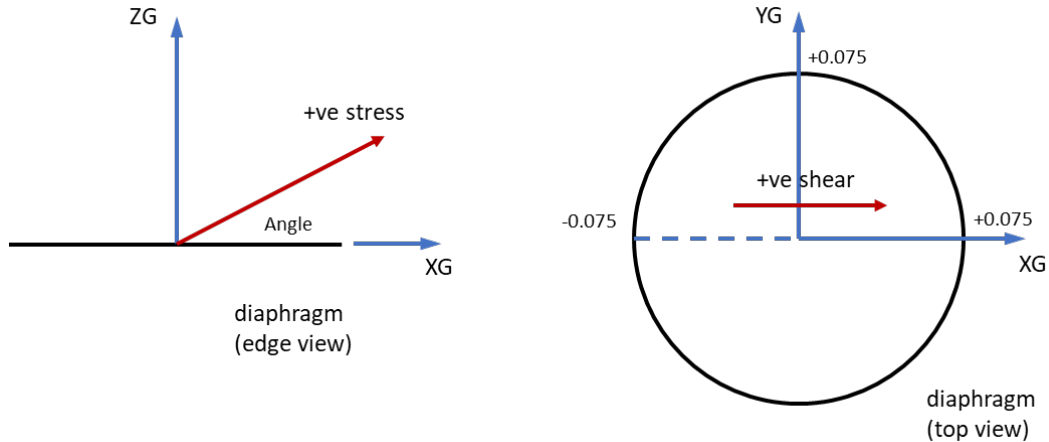 ZG
+ve stress
Angle
XG
diaphragm
(edge view)
YG
+0.075
+ve shear
-0.075
+0.075
XG
diaphragm
(top view)